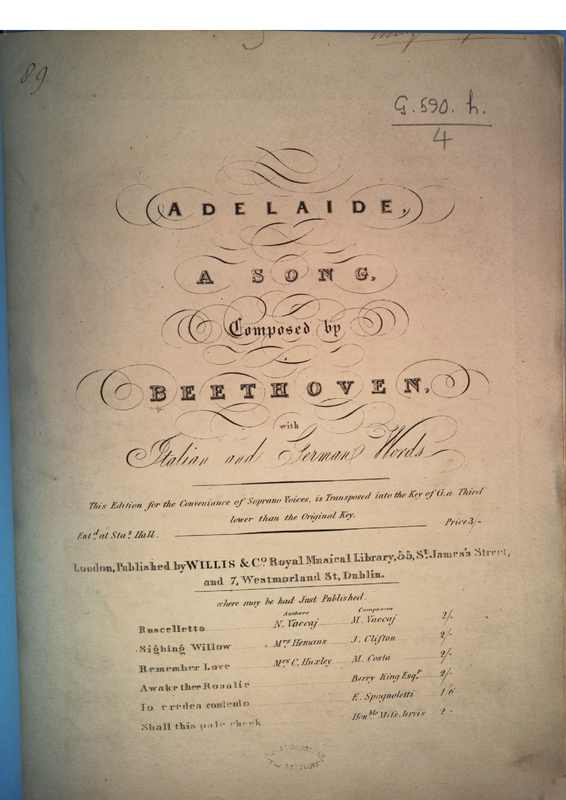 89
G. 590. h.
4
ADELAIDE,
A SONG,
Composed by
BEETHOVEN,
with
Italian and German Words
This Edition for the Convenience of Soprano Voices, is Transposed into the Key of G. a Third
lower than the Original Key.
Ent.d at Sta.s Hall. Price 3/-
London, Published by WILLIS & Co. Royal Musical Library, 55, St. James's Street,
and 7, Westmorland St, Dublin.
where may be had Just Published.
Authors Composers
Ruscelletto N. Vaccaj M. Vaccaj 2/-
Sighing Willow Mrs Hemans J. Clifton 2/-
Remember Love Mrs C. Huxley M. Costa 2/-
Awake thee Rosalie Berry King Esqr 2/-
Io credea contento E. Spagnoletti 1/6
Shall this pale cheek Honble Miss Jervis 2 -